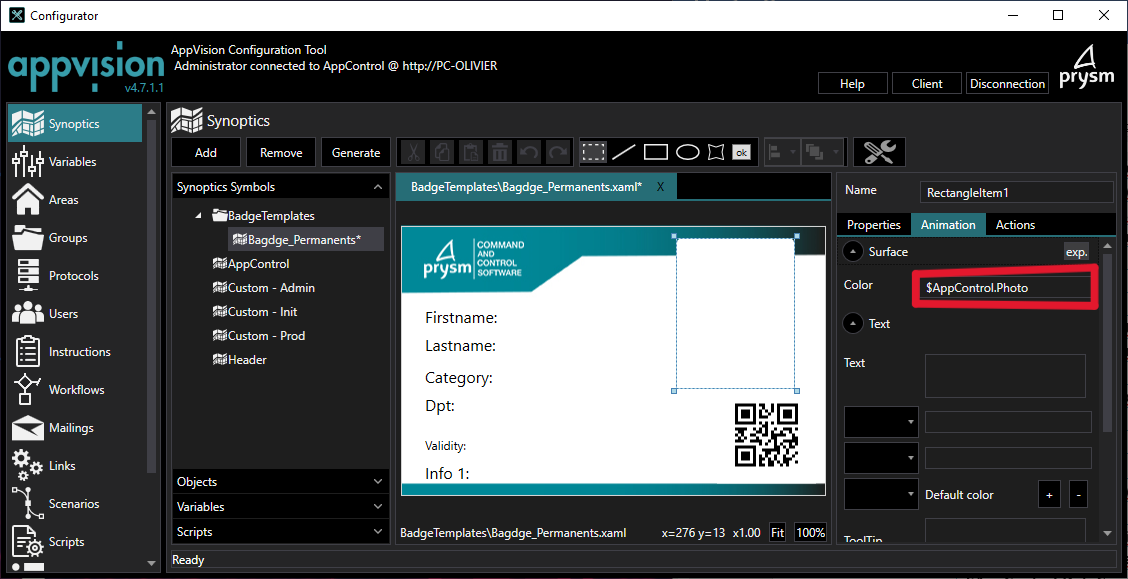 Configurator
appvision
v4.7.1.1
AppVision Configuration Tool
Administrator connected to AppControl @ http://PC-OLIVIER
Help
Client
Disconnection
prysm
Synoptics
Variables
Areas
Groups
Protocols
Users
Instructions
Workflows
Mailings
Links
Scenarios
Scripts
Synoptics
Add
Remove
Generate
ok
Synoptics Symbols
BadgeTemplates
Bagdge_Permanents*
AppControl
Custom - Admin
Custom - Init
Custom - Prod
Header
Objects
Variables
Scripts
BadgeTemplates\Bagdge_Permanents.xaml* X
prysm
COMMAND
AND
CONTROL
SOFTWARE
Firstname:
Lastname:
Category:
Dpt:
Validity:
Info 1:
BadgeTemplates\Bagdge_Permanents.xaml x=276 y=13 x1.00 Fit 100%
Name RectangleItem1
Properties Animation Actions
Surface exp.
Color $AppControl.Photo
Text
Text
Default color + -
ToolTip
Ready